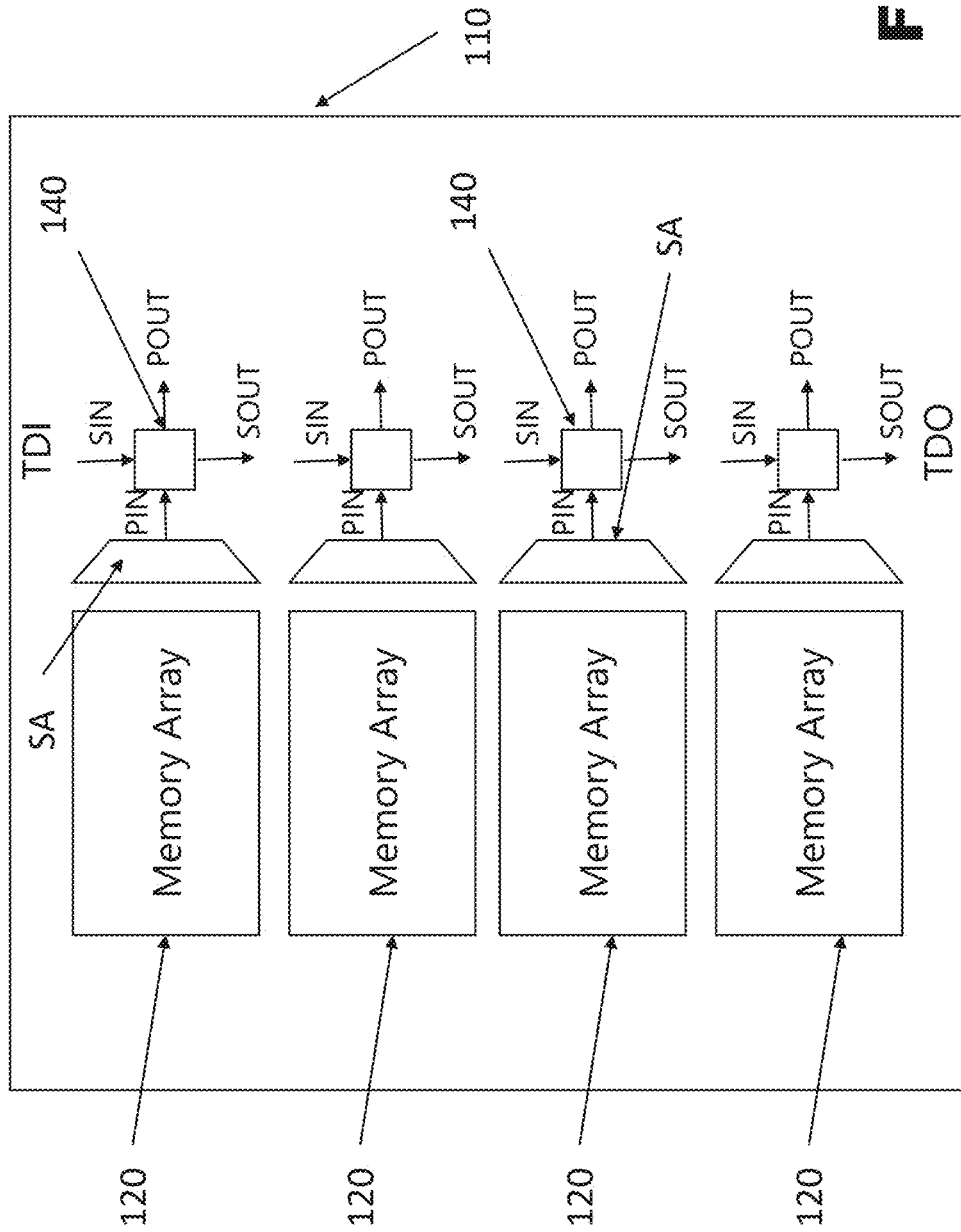 SA
TDI
140
120
Memory Array
PIN
SIN
POUT
SOUT
110
120
Memory Array
PIN
SIN
POUT
SOUT
140
120
Memory Array
PIN
SIN
POUT
SOUT
SA
120
Memory Array
PIN
SIN
POUT
SOUT
TDO
F